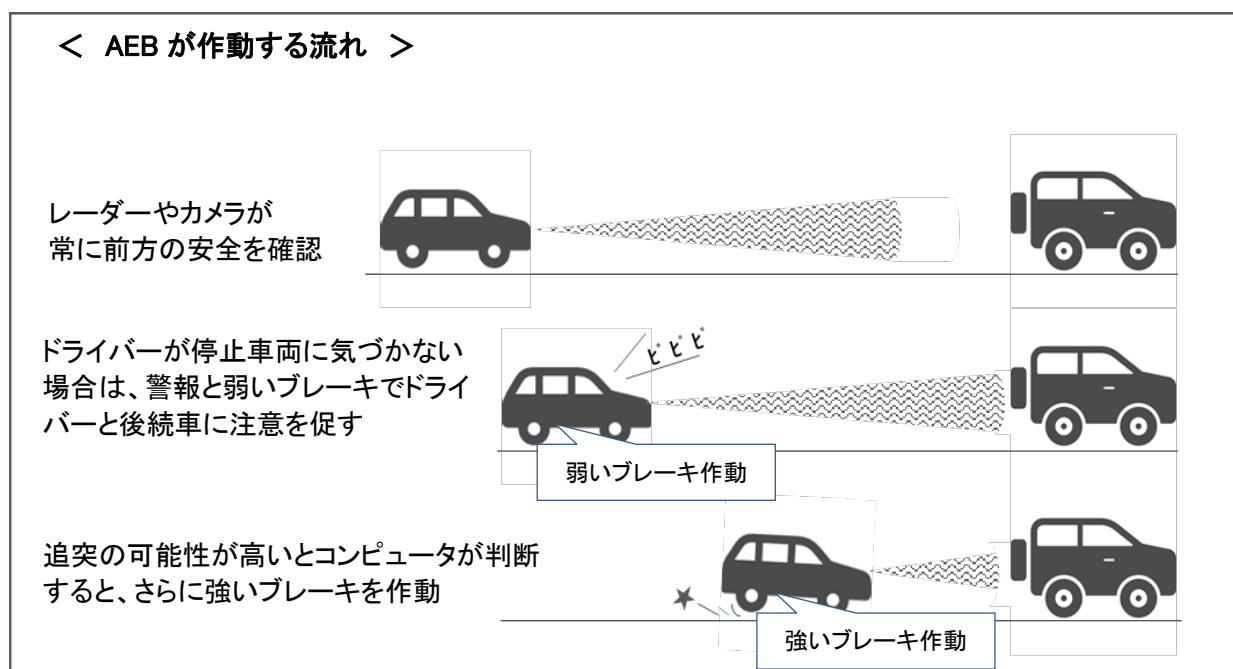 ＜ AEB が作動する流れ ＞
レーダーやカメラが
常に前方の安全を確認
ドライバーが停止車両に気づかない
場合は、警報と弱いブレーキでドライ
バーと後続車に注意を促す
ピピピ
弱いブレーキ作動
追突の可能性が高いとコンピュータが判断
すると、さらに強いブレーキを作動
強いブレーキ作動